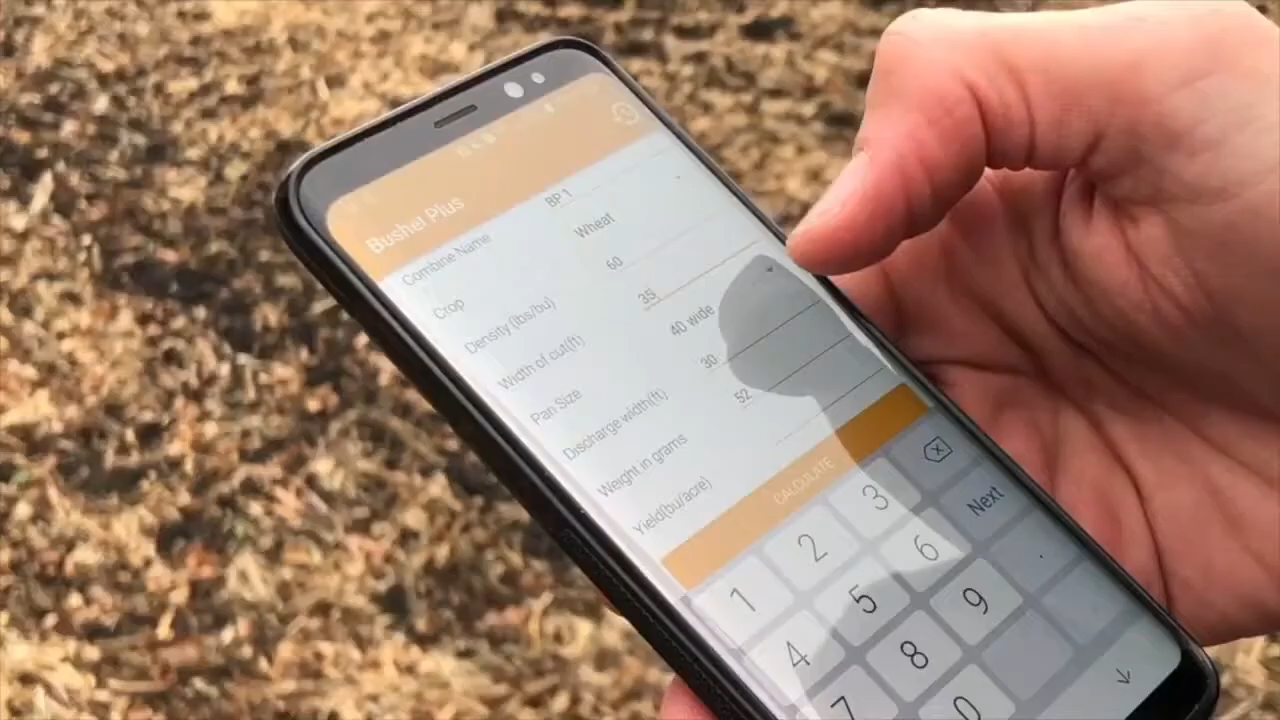 Bushel Plus
Combine Name BP 1
Crop Wheat
Density (lbs/bu) 60
Width of cut(ft) 35
Pan Size 40 wide
Discharge width(ft) 30
Weight in grams 52
Yield(bu/acre)
CALCULATE
1 2 3
4 5 6 Next
7 8 9 .
0